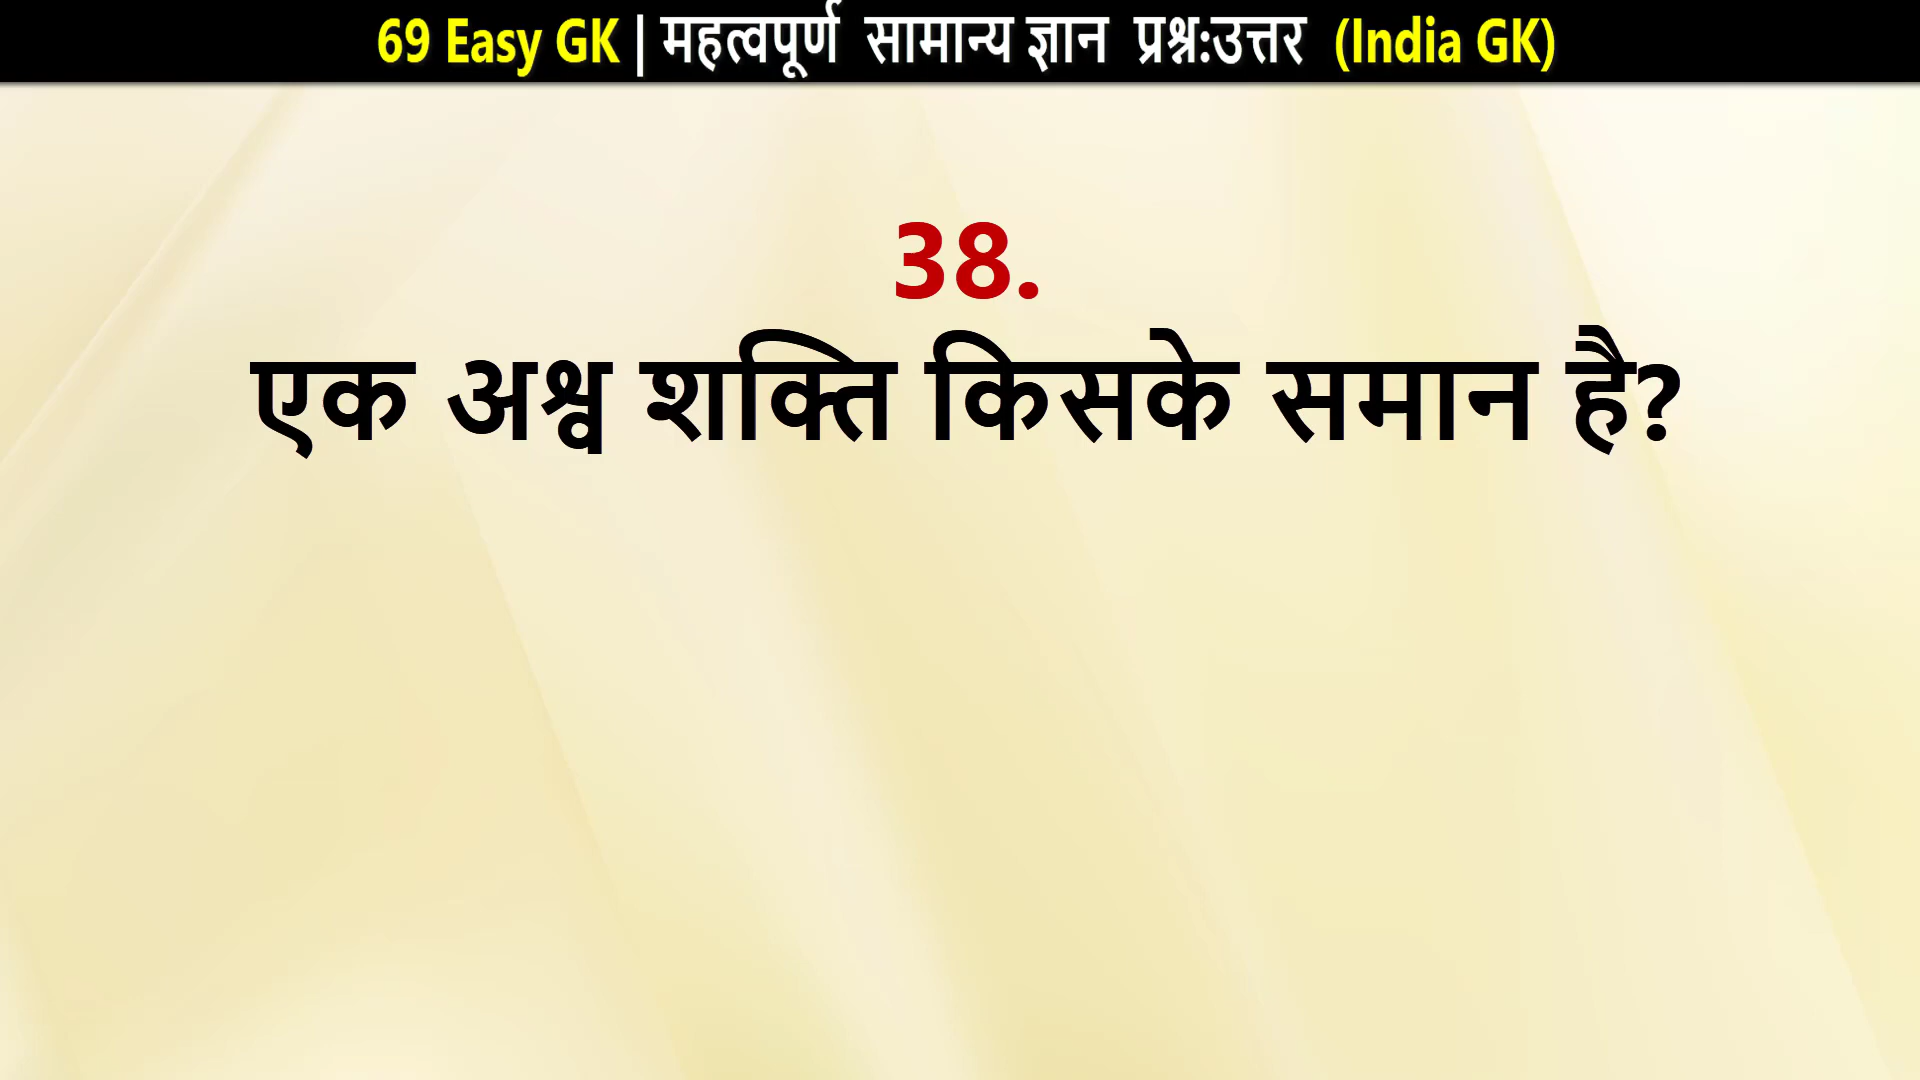 69 Easy GK | महत्वपूर्ण सामान्य ज्ञान प्रश्न:उत्तर (India GK)
38.
एक अश्व शक्ति किसके समान है?